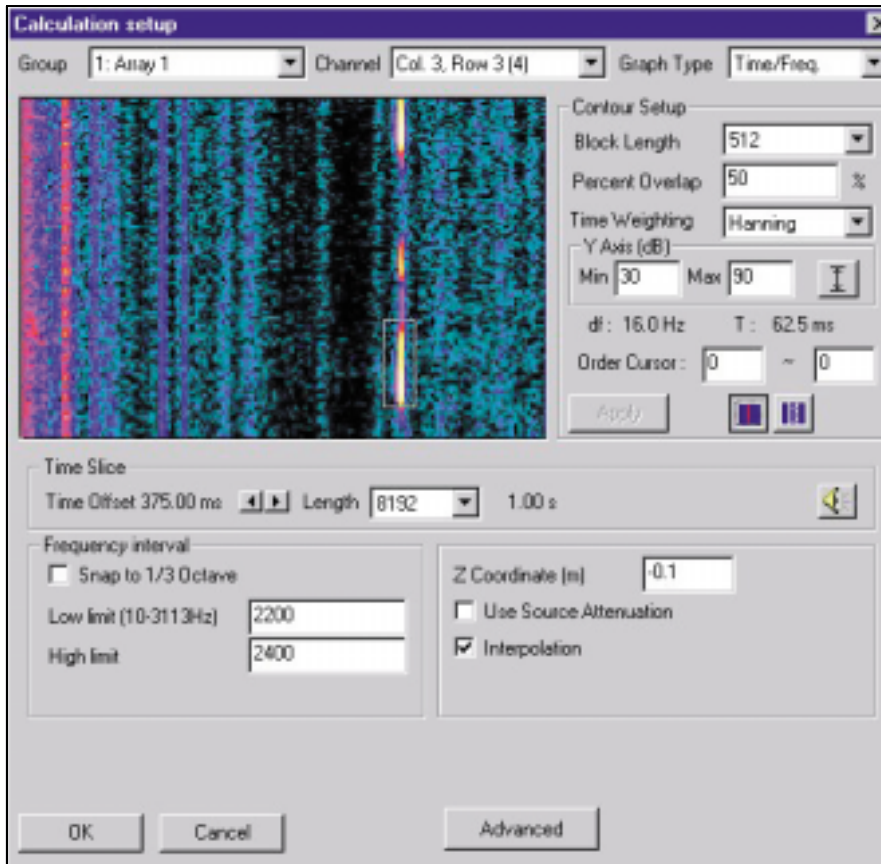 Calculation setup
Group 1: Array 1 Channel Col. 3, Row 3 (4) Graph Type Time/Freq.
Contour Setup
Block Length 512
Percent Overlap 50 %
Time Weighting Hanning
Y Axis (dB)
Min 30 Max 90
df : 16.0 Hz T : 62.5 ms
Order Cursor : 0 ~ 0
Apply
Time Slice
Time Offset 375.00 ms Length 8192 1.00 s
Frequency interval
Snap to 1/3 Octave
Low limit (10-3113Hz) 2200
High limit 2400
Z Coordinate (m) -0.1
Use Source Attenuation
Interpolation
OK Cancel Advanced